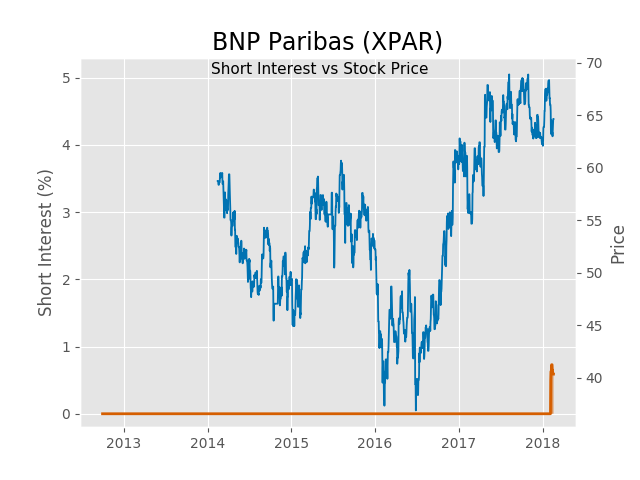 BNP Paribas (XPAR)
Short Interest vs Stock Price
Short Interest (%)
5
4
3
2
1
0
70
65
60
55
50
45
40
Price
2013 2014 2015 2016 2017 2018